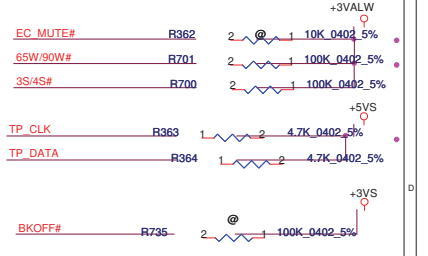 +3VALW
EC_MUTE# R362 2 @ 1 10K_0402_5%
65W/90W# R701 2 1 100K_0402_5%
3S/4S# R700 2 1 100K_0402_5%
+5VS
TP_CLK R363 1 2 4.7K_0402_5%
TP_DATA R364 1 2 4.7K_0402_5%
+3VS
D
@
BKOFF# R735 2 1 100K_0402_5%